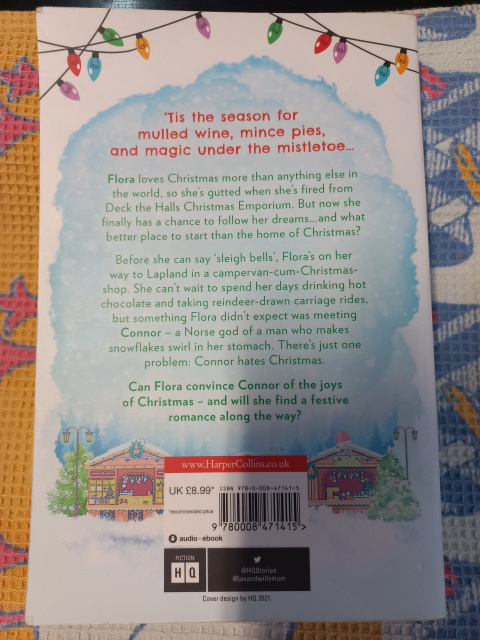 'Tis the season for
mulled wine, mince pies,
and magic under the mistletoe...
Flora loves Christmas more than anything else in
the world, so she's gutted when she's fired from
Deck the Halls Christmas Emporium. But now she
finally has a chance to follow her dreams...and what
better place to start than the home of Christmas?
Before she can say 'sleigh bells', Flora's on her
way to Lapland in a campervan-cum-Christmas-
shop. She can't wait to spend her days drinking hot
chocolate and taking reindeer-drawn carriage rides,
but something Flora didn't expect was meeting
Connor – a Norse god of a man who makes
snowflakes swirl in her stomach. There's just one
problem: Connor hates Christmas.
Can Flora convince Connor of the joys
of Christmas – and will she find a festive
romance along the way?
www.HarperCollins.co.uk
UK £8.99*
*recommended price
ISBN 978-0-008-47141-5
9 780008 471415 >
audio · ebook
FICTION
HQ
@HQStories
@jaxandwillsmum
Cover design by HQ 2021.